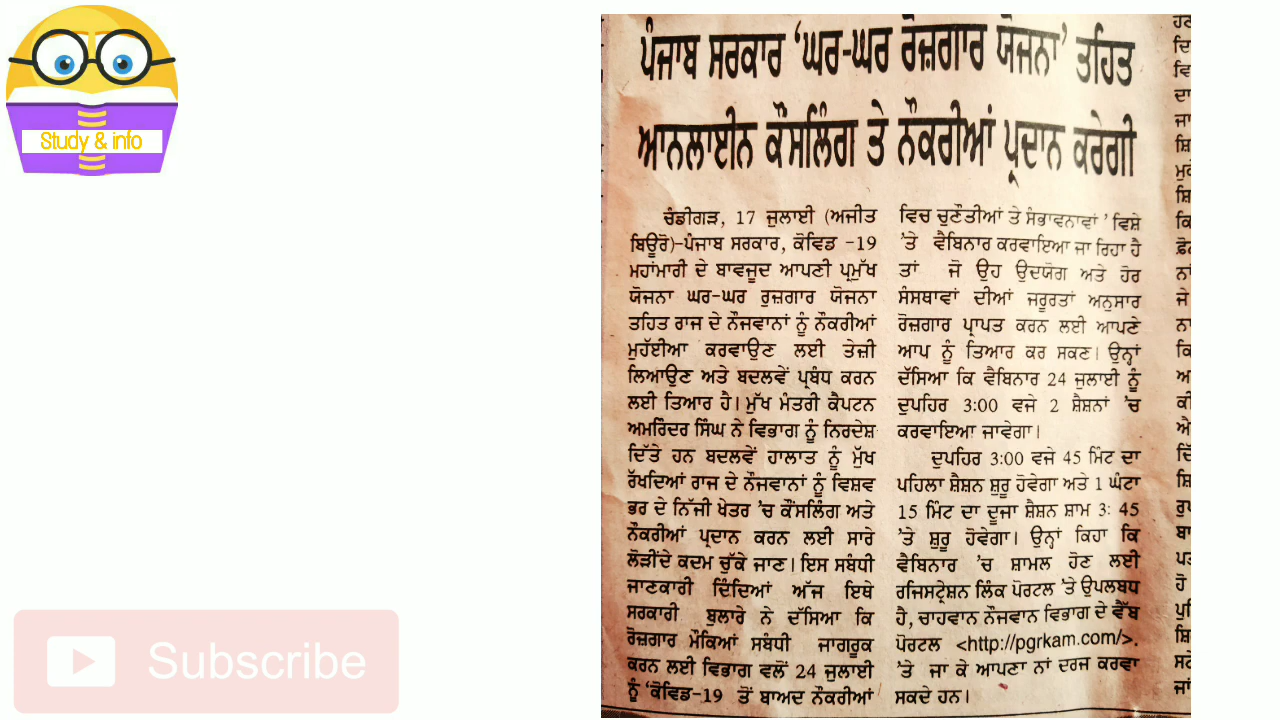 Study & info
Subscribe
ਪੰਜਾਬ ਸਰਕਾਰ ‘ਘਰ-ਘਰ ਰੋਜ਼ਗਾਰ ਯੋਜਨਾ’ ਤਹਿਤ
ਆਨਲਾਈਨ ਕੌਂਸਲਿੰਗ ਤੇ ਨੌਕਰੀਆਂ ਪ੍ਰਦਾਨ ਕਰੇਗੀ
ਚੰਡੀਗੜ, 17 ਜੁਲਾਈ (ਅਜੀਤ
ਬਿਊਰੋ)-ਪੰਜਾਬ ਸਰਕਾਰ, ਕੋਵਿਡ -19
ਮਹਾਂਮਾਰੀ ਦੇ ਬਾਵਜੂਦ ਆਪਣੀ ਪ੍ਰਮੁੱਖ
ਯੋਜਨਾ ਘਰ-ਘਰ ਰੁਜ਼ਗਾਰ ਯੋਜਨਾ
ਤਹਿਤ ਰਾਜ ਦੇ ਨੌਜਵਾਨਾਂ ਨੂੰ ਨੌਕਰੀਆਂ
ਮੁਹੱਈਆ ਕਰਵਾਉਣ ਲਈ ਤੇਜ਼ੀ
ਲਿਆਉਣ ਅਤੇ ਬਦਲਵੇਂ ਪ੍ਰਬੰਧ ਕਰਨ
ਲਈ ਤਿਆਰ ਹੈ। ਮੁੱਖ ਮੰਤਰੀ ਕੈਪਟਨ
ਅਮਰਿੰਦਰ ਸਿੰਘ ਨੇ ਵਿਭਾਗ ਨੂੰ ਨਿਰਦੇਸ਼
ਦਿੱਤੇ ਹਨ ਬਦਲਵੇਂ ਹਾਲਾਤ ਨੂੰ ਮੁੱਖ
ਰੱਖਦਿਆਂ ਰਾਜ ਦੇ ਨੌਜਵਾਨਾਂ ਨੂੰ ਵਿਸ਼ਵ
ਭਰ ਦੇ ਨਿੱਜੀ ਖੇਤਰ ’ਚ ਕੌਂਸਲਿੰਗ ਅਤੇ
ਨੌਕਰੀਆਂ ਪ੍ਰਦਾਨ ਕਰਨ ਲਈ ਸਾਰੇ
ਲੋੜੀਂਦੇ ਕਦਮ ਚੁੱਕੇ ਜਾਣ। ਇਸ ਸਬੰਧੀ
ਜਾਣਕਾਰੀ ਦਿੰਦਿਆਂ ਅੱਜ ਇਥੇ
ਸਰਕਾਰੀ ਬੁਲਾਰੇ ਨੇ ਦੱਸਿਆ ਕਿ
ਰੋਜ਼ਗਾਰ ਮੌਕਿਆਂ ਸਬੰਧੀ ਜਾਗਰੂਕ
ਕਰਨ ਲਈ ਵਿਭਾਗ ਵਲੋਂ 24 ਜੁਲਾਈ
ਨੂੰ ‘ਕੋਵਿਡ-19 ਤੋਂ ਬਾਅਦ ਨੌਕਰੀਆਂ
ਵਿਚ ਚੁਣੌਤੀਆਂ ਤੇ ਸੰਭਾਵਨਾਵਾਂ ’ ਵਿਸ਼ੇ
’ਤੇ ਵੈਬਿਨਾਰ ਕਰਵਾਇਆ ਜਾ ਰਿਹਾ ਹੈ
ਤਾਂ ਜੋ ਉਹ ਉਦਯੋਗ ਅਤੇ ਹੋਰ
ਸੰਸਥਾਵਾਂ ਦੀਆਂ ਜਰੂਰਤਾਂ ਅਨੁਸਾਰ
ਰੋਜ਼ਗਾਰ ਪ੍ਰਾਪਤ ਕਰਨ ਲਈ ਆਪਣੇ
ਆਪ ਨੂੰ ਤਿਆਰ ਕਰ ਸਕਣ। ਉਨ੍ਹਾਂ
ਦੱਸਿਆ ਕਿ ਵੈਬਿਨਾਰ 24 ਜੁਲਾਈ ਨੂੰ
ਦੁਪਹਿਰ 3:00 ਵਜੇ 2 ਸ਼ੈਸ਼ਨਾਂ ’ਚ
ਕਰਵਾਇਆ ਜਾਵੇਗਾ।
ਦੁਪਹਿਰ 3:00 ਵਜੇ 45 ਮਿੰਟ ਦਾ
ਪਹਿਲਾ ਸ਼ੈਸ਼ਨ ਸ਼ੁਰੂ ਹੋਵੇਗਾ ਅਤੇ 1 ਘੰਟਾ
15 ਮਿੰਟ ਦਾ ਦੂਜਾ ਸ਼ੈਸ਼ਨ ਸ਼ਾਮ 3: 45
’ਤੇ ਸ਼ੁਰੂ ਹੋਵੇਗਾ। ਉਨ੍ਹਾਂ ਕਿਹਾ ਕਿ
ਵੈਬਿਨਾਰ ’ਚ ਸ਼ਾਮਲ ਹੋਣ ਲਈ
ਰਜਿਸਟ੍ਰੇਸ਼ਨ ਲਿੰਕ ਪੋਰਟਲ ’ਤੇ ਉਪਲਬਧ
ਹੈ, ਚਾਹਵਾਨ ਨੌਜਵਾਨ ਵਿਭਾਗ ਦੇ ਵੈੱਬ
ਪੋਰਟਲ <http://pgrkam.com/>.
’ਤੇ ਜਾ ਕੇ ਆਪਣਾ ਨਾਂ ਦਰਜ ਕਰਵਾ
ਸਕਦੇ ਹਨ।